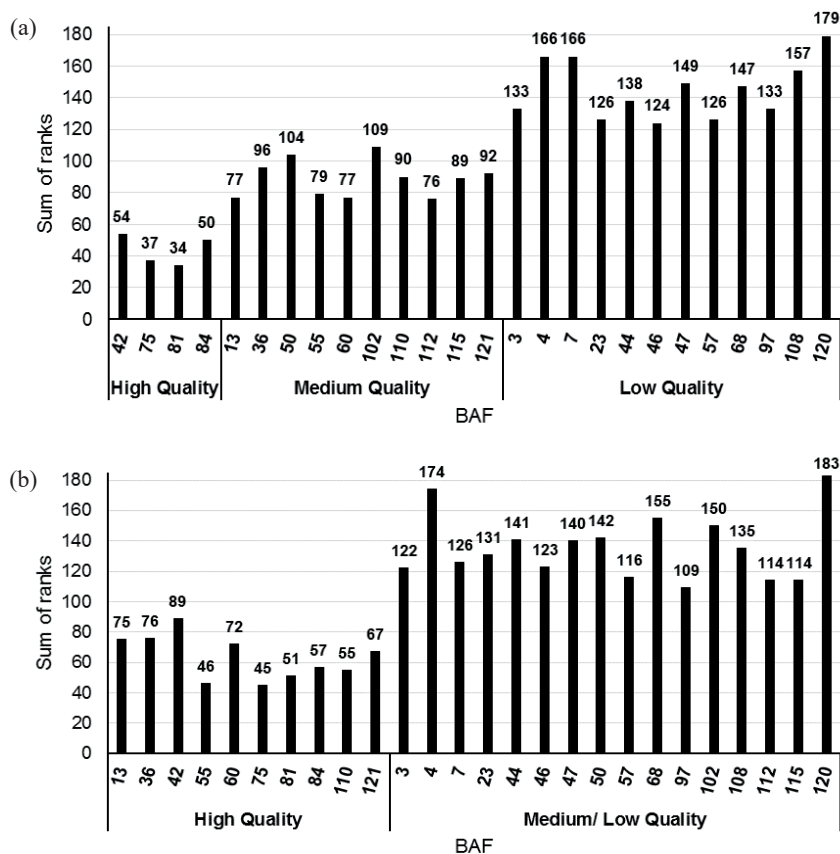 (a)
Sum of ranks
180
160
140
120
100
80
60
40
20
0
54 37 34 50 77 96 104 79 77 109 90 76 89 92 133 166 166 126 138 124 149 126 147 133 157 179
42 75 81 84 13 36 50 55 60 102 110 112 115 121 3 4 7 23 44 46 47 57 68 97 108 120
High Quality Medium Quality Low Quality
BAF
(b)
Sum of ranks
180
160
140
120
100
80
60
40
20
0
75 76 89 46 72 45 51 57 55 67 122 174 126 131 141 123 140 142 116 155 109 150 135 114 114 183
13 36 42 55 60 75 81 84 110 121 3 4 7 23 44 46 47 50 57 68 97 102 108 112 115 120
High Quality Medium/ Low Quality
BAF